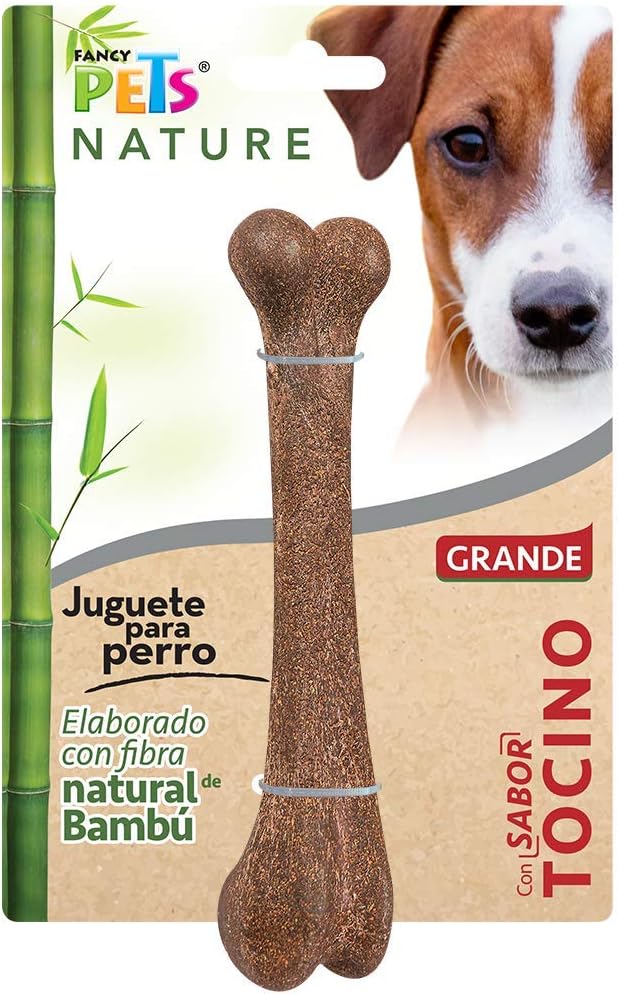 FANCY
PETS®
NATURE
GRANDE
Juguete
para
perro
Elaborado
con fibra
natural de
Bambú
Con SABOR
TOCINO